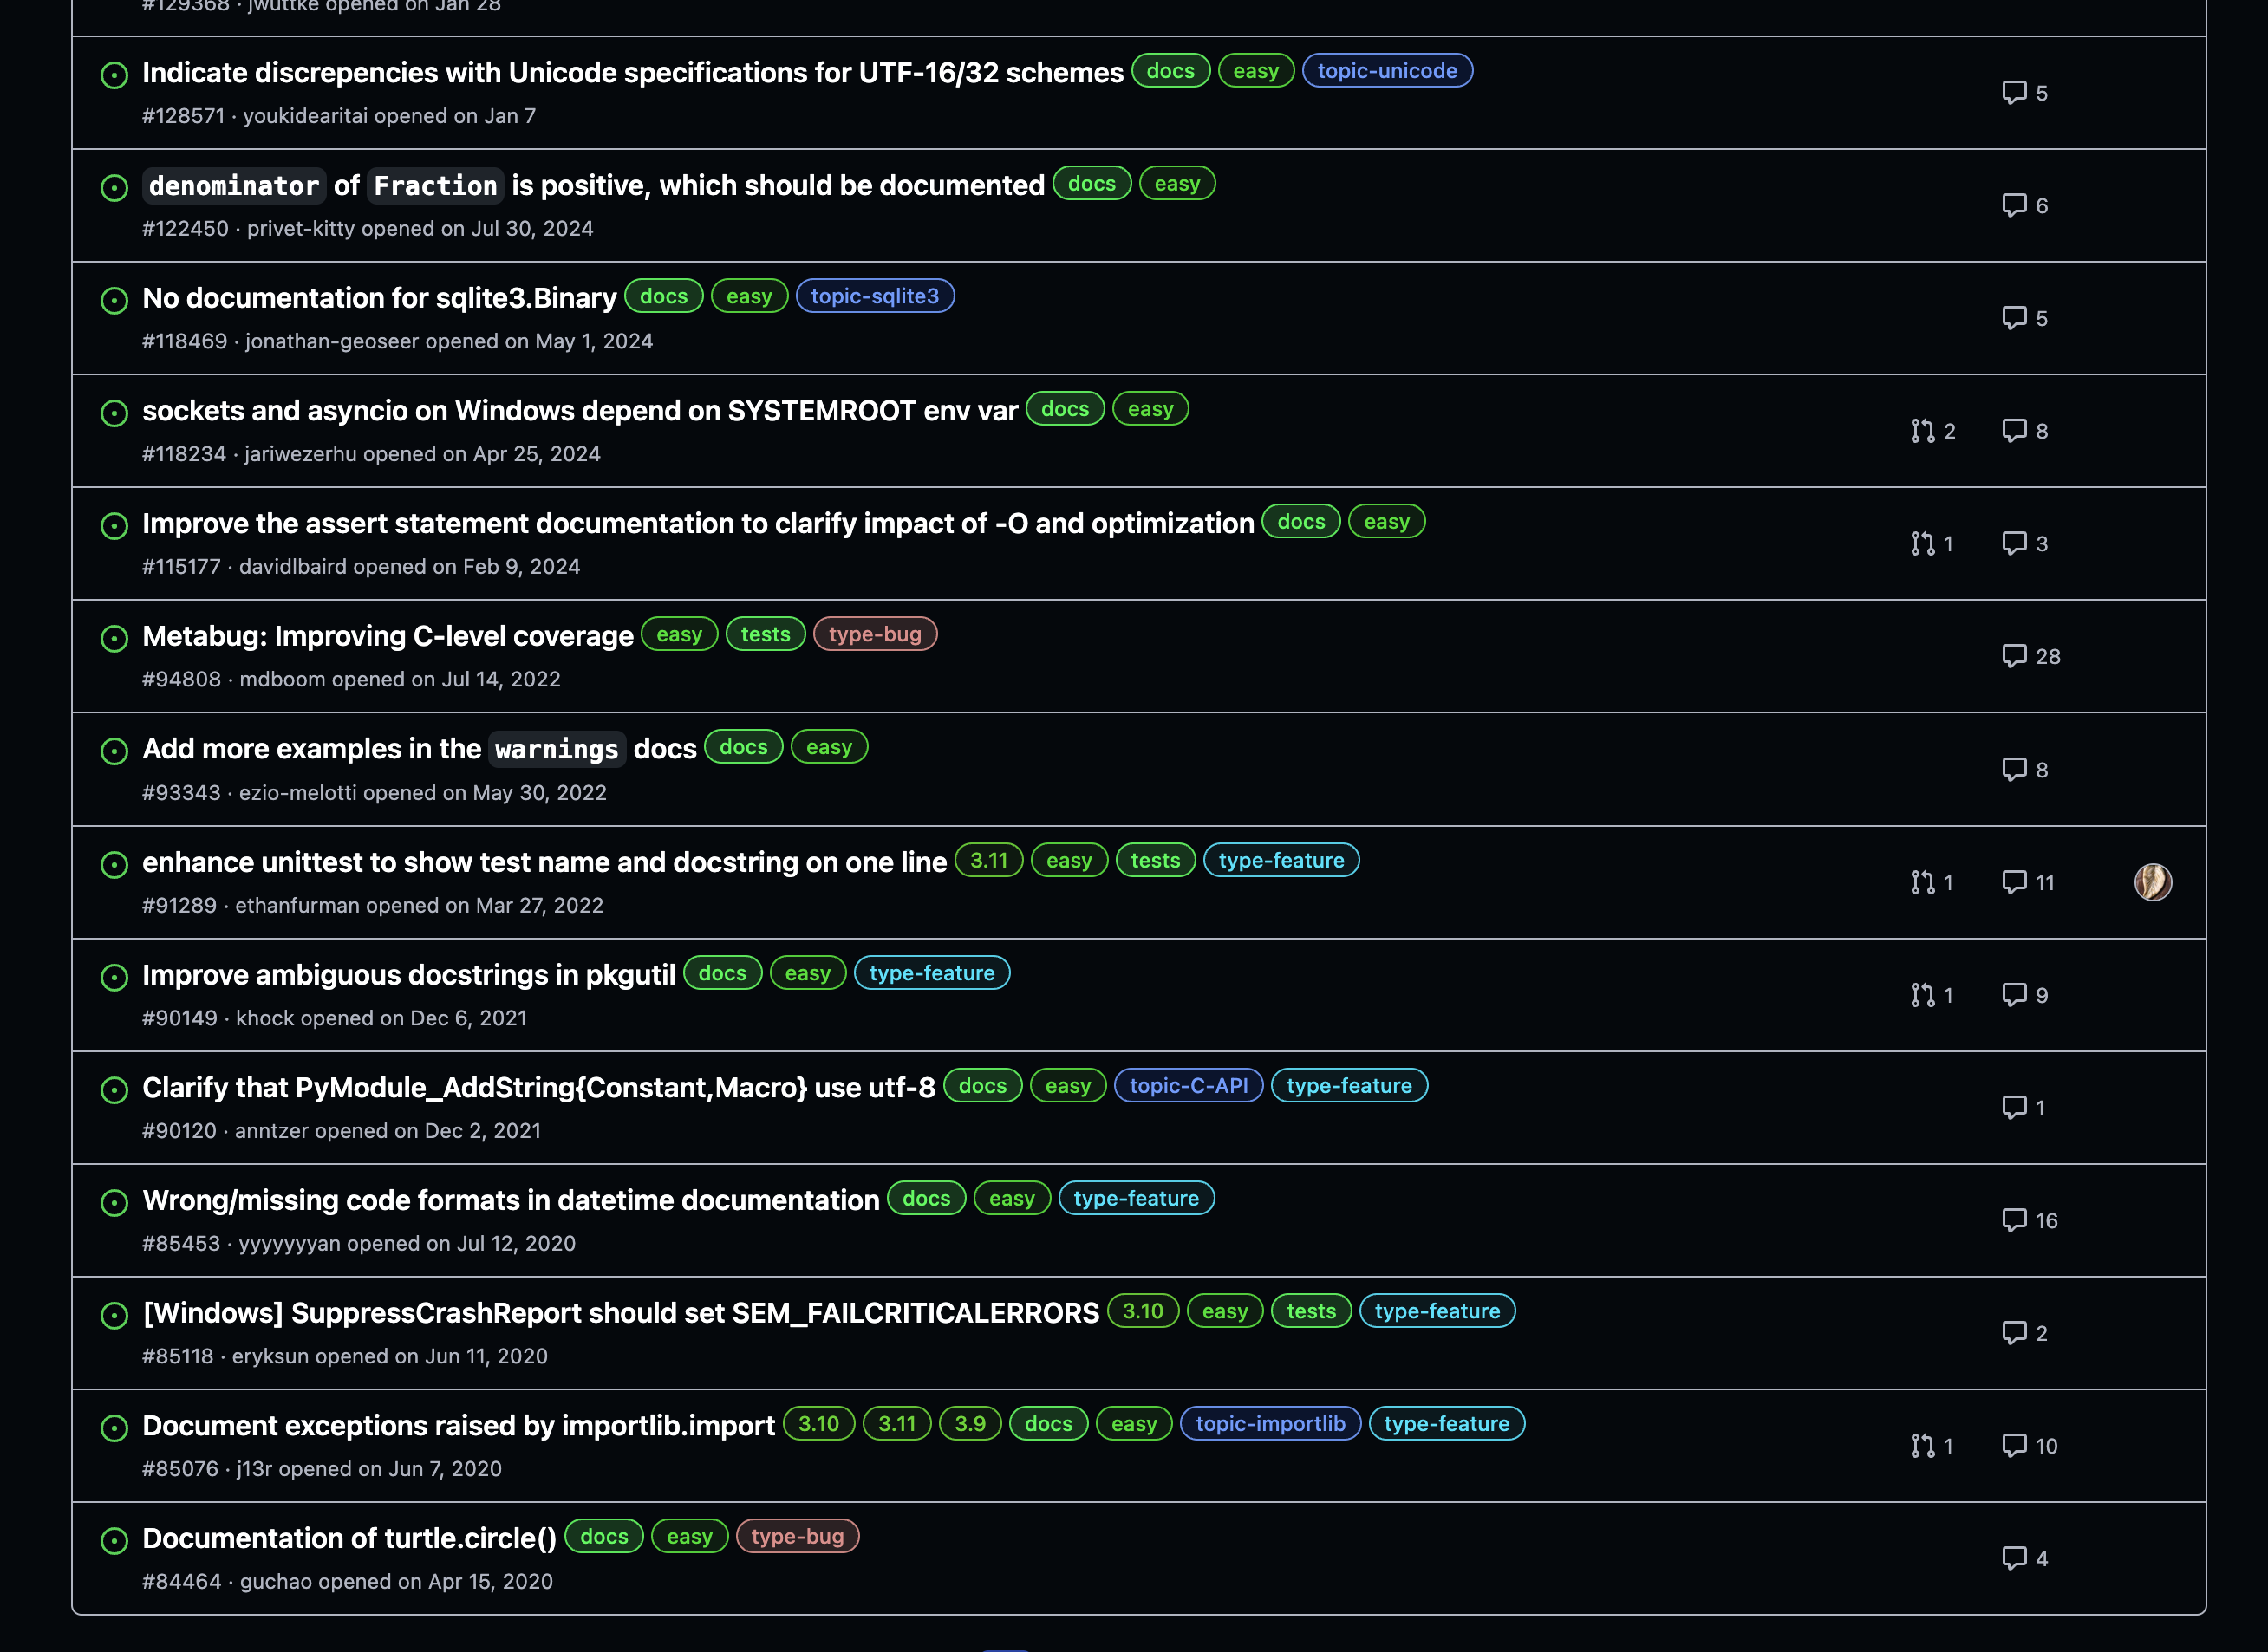 #129368 · jwuttke opened on Jan 28
Indicate discrepencies with Unicode specifications for UTF-16/32 schemes docs easy topic-unicode
5
#128571 · youkidearitai opened on Jan 7
denominator of Fraction is positive, which should be documented docs easy
6
#122450 · privet-kitty opened on Jul 30, 2024
No documentation for sqlite3.Binary docs easy topic-sqlite3
5
#118469 · jonathan-geoseer opened on May 1, 2024
sockets and asyncio on Windows depend on SYSTEMROOT env var docs easy
2 8
#118234 · jariwezerhu opened on Apr 25, 2024
Improve the assert statement documentation to clarify impact of -O and optimization docs easy
1 3
#115177 · davidlbaird opened on Feb 9, 2024
Metabug: Improving C-level coverage easy tests type-bug
28
#94808 · mdboom opened on Jul 14, 2022
Add more examples in the warnings docs docs easy
8
#93343 · ezio-melotti opened on May 30, 2022
enhance unittest to show test name and docstring on one line 3.11 easy tests type-feature
1 11
#91289 · ethanfurman opened on Mar 27, 2022
Improve ambiguous docstrings in pkgutil docs easy type-feature
1 9
#90149 · khock opened on Dec 6, 2021
Clarify that PyModule_AddString{Constant,Macro} use utf-8 docs easy topic-C-API type-feature
1
#90120 · anntzer opened on Dec 2, 2021
Wrong/missing code formats in datetime documentation docs easy type-feature
16
#85453 · yyyyyyyan opened on Jul 12, 2020
[Windows] SuppressCrashReport should set SEM_FAILCRITICALERRORS 3.10 easy tests type-feature
2
#85118 · eryksun opened on Jun 11, 2020
Document exceptions raised by importlib.import 3.10 3.11 3.9 docs easy topic-importlib type-feature
1 10
#85076 · j13r opened on Jun 7, 2020
Documentation of turtle.circle() docs easy type-bug
4
#84464 · guchao opened on Apr 15, 2020